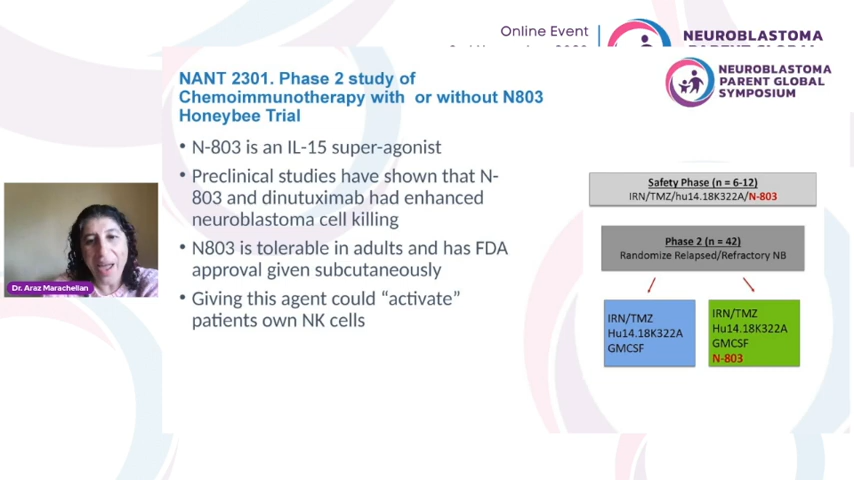 Online Event
NEUROBLASTOMA
NEUROBLASTOMA
PARENT GLOBAL
SYMPOSIUM
NANT 2301. Phase 2 study of
Chemoimmunotherapy with or without N803
Honeybee Trial
• N-803 is an IL-15 super-agonist
• Preclinical studies have shown that N-
803 and dinutuximab had enhanced
neuroblastoma cell killing
• N803 is tolerable in adults and has FDA
approval given subcutaneously
• Giving this agent could “activate”
patients own NK cells
Safety Phase (n = 6-12)
IRN/TMZ/hu14.18K322A/N-803
Phase 2 (n = 42)
Randomize Relapsed/Refractory NB
IRN/TMZ
Hu14.18K322A
GMCSF
IRN/TMZ
Hu14.18K322A
GMCSF
N-803
Dr. Araz Marachelian